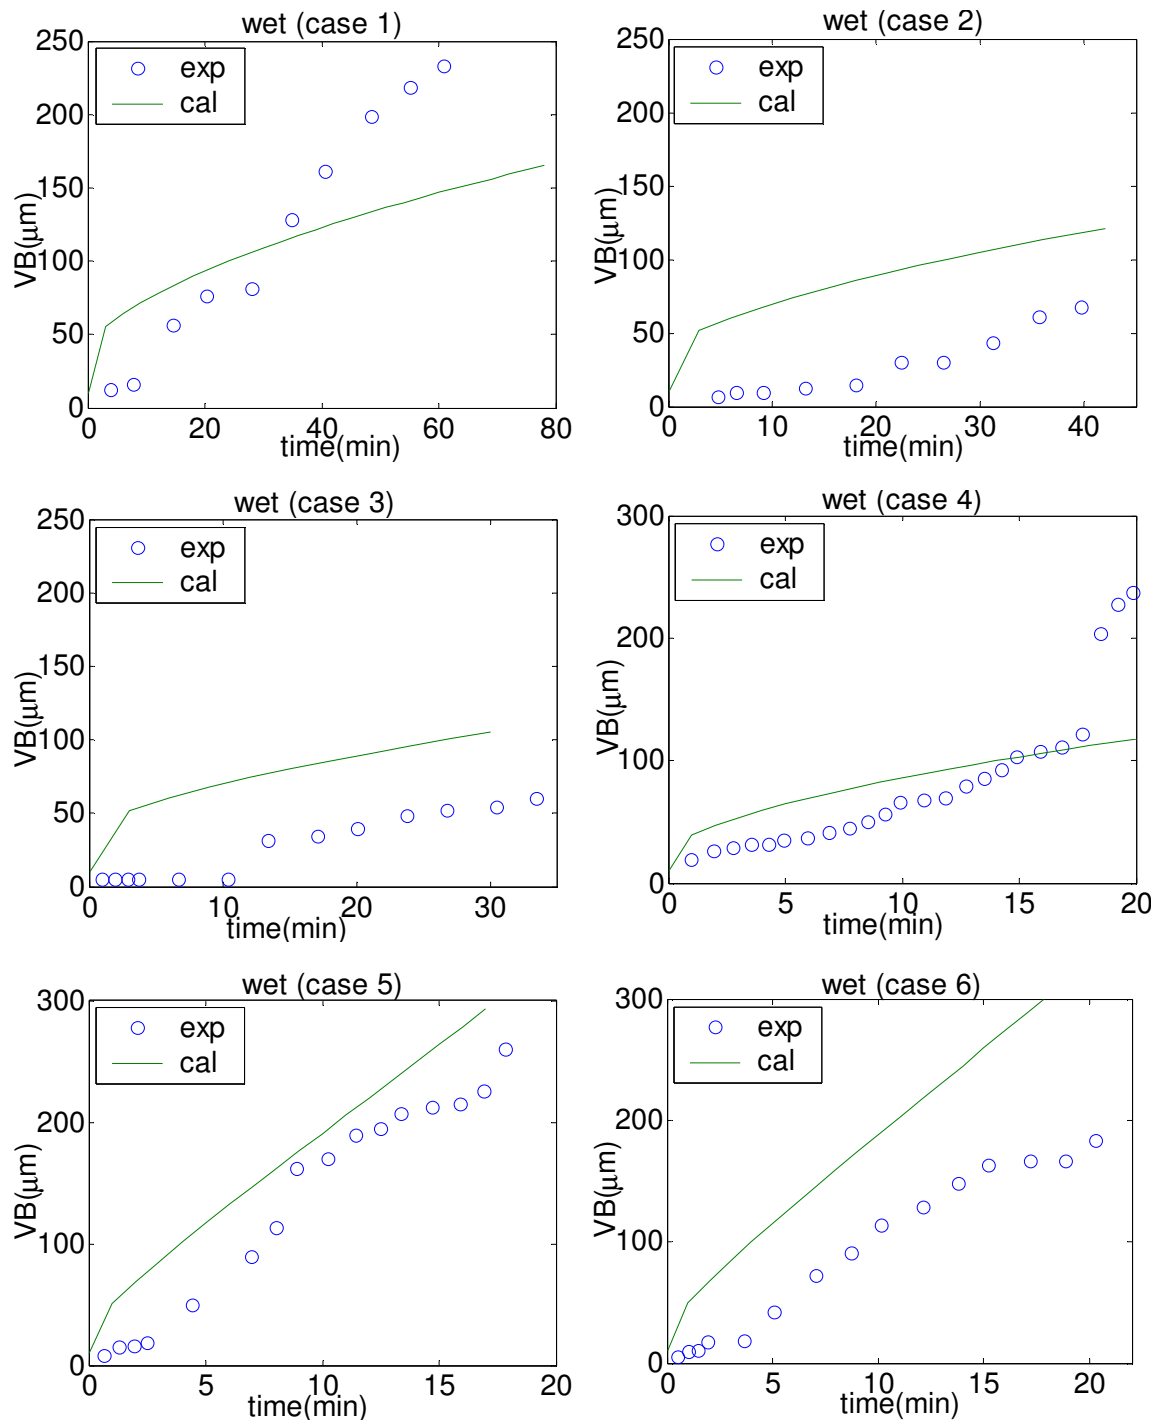 wet (case 1)
250
200
150
100
50
0
VB(μm)
exp
cal
0 20 40 60 80
time(min)
wet (case 2)
250
200
150
100
50
0
VB(μm)
exp
cal
0 10 20 30 40
time(min)
wet (case 3)
250
200
150
100
50
0
VB(μm)
exp
cal
0 10 20 30
time(min)
wet (case 4)
300
200
100
0
VB(μm)
exp
cal
0 5 10 15 20
time(min)
wet (case 5)
300
200
100
0
VB(μm)
exp
cal
0 5 10 15 20
time(min)
wet (case 6)
300
200
100
0
VB(μm)
exp
cal
0 5 10 15 20
time(min)